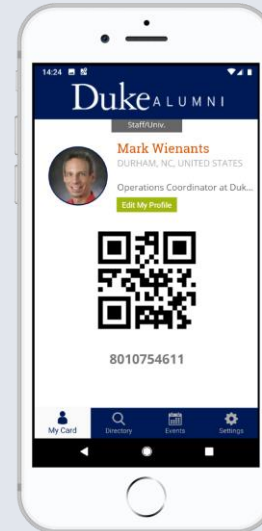 14:24
Duke ALUMNI
Staff/Univ.
Mark Wienants
DURHAM, NC, UNITED STATES
Operations Coordinator at Duk...
Edit My Profile
8010754611
My Card
Directory
Events
Settings